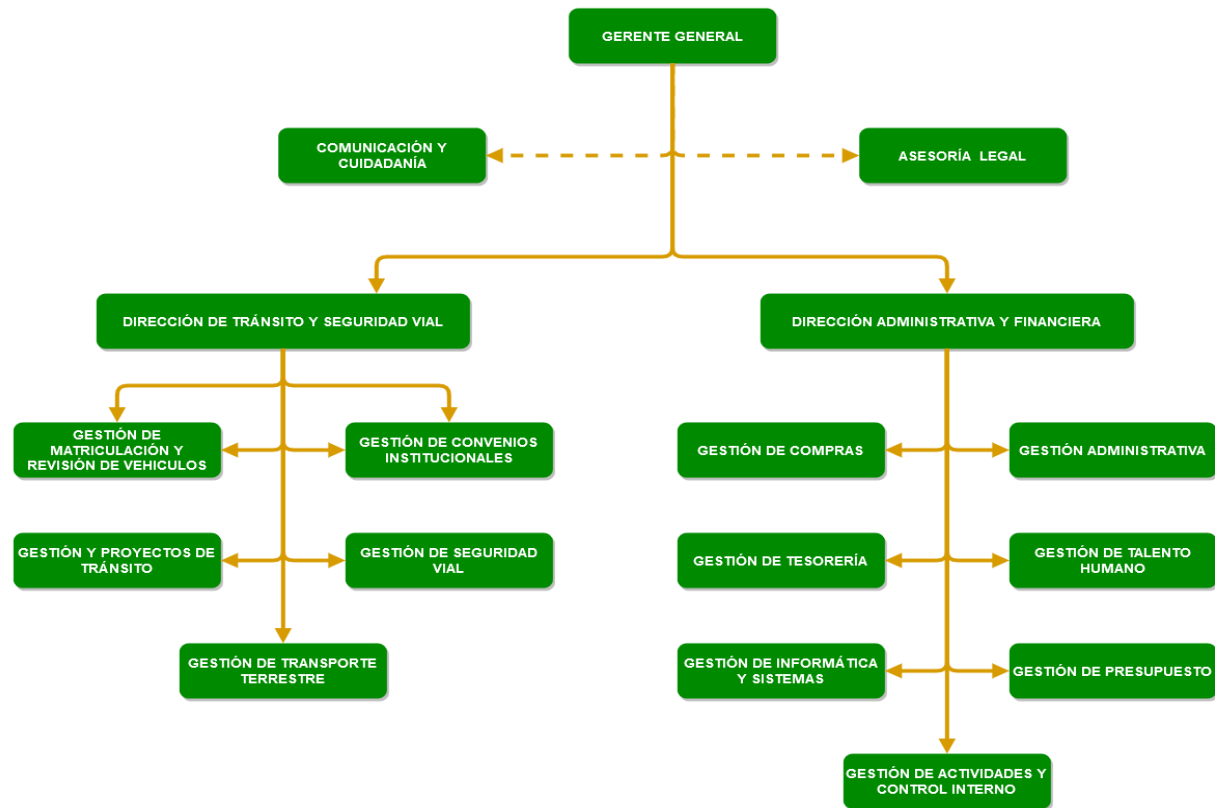 GERENTE GENERAL
COMUNICACIÓN Y
CUIDADANÍA
ASESORÍA LEGAL
DIRECCIÓN DE TRÁNSITO Y SEGURIDAD VIAL
DIRECCIÓN ADMINISTRATIVA Y FINANCIERA
GESTIÓN DE
MATRICULACIÓN Y
REVISIÓN DE VEHICULOS
GESTIÓN DE CONVENIOS
INSTITUCIONALES
GESTIÓN DE COMPRAS
GESTIÓN ADMINISTRATIVA
GESTIÓN Y PROYECTOS DE
TRÁNSITO
GESTIÓN DE SEGURIDAD
VIAL
GESTIÓN DE TESORERÍA
GESTIÓN DE TALENTO
HUMANO
GESTIÓN DE TRANSPORTE
TERRESTRE
GESTIÓN DE INFORMÁTICA
Y SISTEMAS
GESTIÓN DE PRESUPUESTO
GESTIÓN DE ACTIVIDADES Y
CONTROL INTERNO